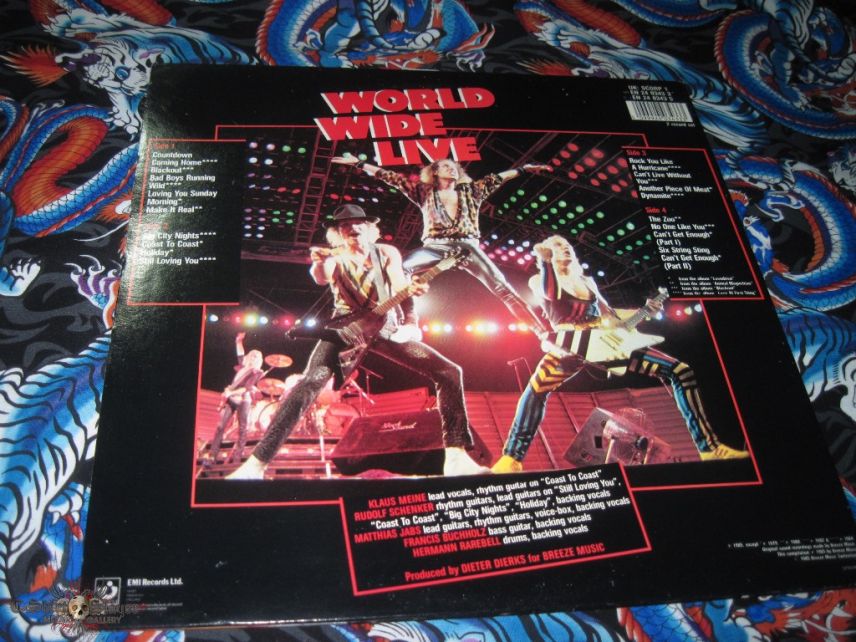 WORLD
WIDE
LIVE
UK: SCORP 1
2 record set
Side 1
Countdown
Coming Home****
Blackout***
Bad Boys Running
Wild****
Loving You Sunday
Morning*
Make It Real**
Big City Nights****
Coast To Coast*
Holiday*
Still Loving You****
Side 3
Rock You Like
A Hurricane****
Can't Live Without
You***
Another Piece Of Meat*
Dynamite***
Side 4
The Zoo**
No One Like You***
Can't Get Enough*
(Part I)
Six String Sting
Can't Get Enough*
(Part II)
KLAUS MEINE lead vocals, rhythm guitar on "Coast To Coast"
RUDOLF SCHENKER rhythm guitars, lead guitars on "Still Loving You",
"Coast To Coast", "Big City Nights", "Holiday", backing vocals
MATTHIAS JABS lead guitars, rhythm guitars, voice-box, backing vocals
FRANCIS BUCHHOLZ bass guitar, backing vocals
HERMANN RAREBELL drums, backing vocals
Produced by DIETER DIERKS for BREEZE MUSIC
EMI Records Ltd.
GALLERY